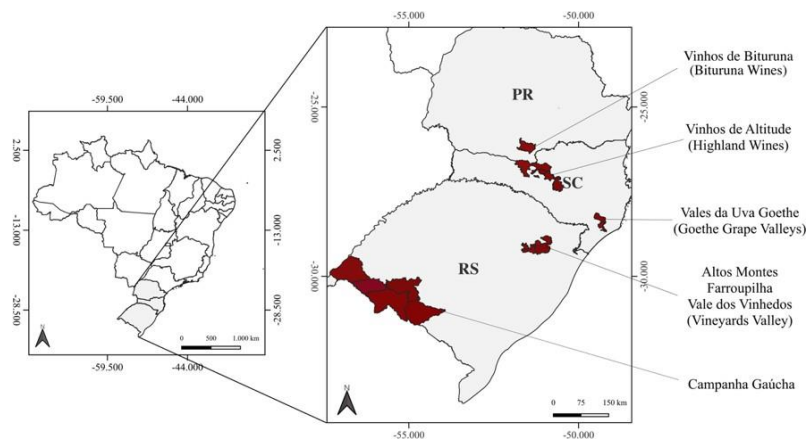 -59.500
-44.000
2.500
2.500
-13.000
-13.000
-28.500
-28.500
N
0 500 1.000 km
-59.500
-44.000
-55.000
-50.000
-25.000
-25.000
-30.000
-30.000
PR
SC
RS
N
0 75 150 km
-55.000
-50.000
Vinhos de Bituruna
(Bituruna Wines)
Vinhos de Altitude
(Highland Wines)
Vales da Uva Goethe
(Goethe Grape Valleys)
Altos Montes
Farroupilha
Vale dos Vinhedos
(Vineyards Valley)
Campanha Gaúcha